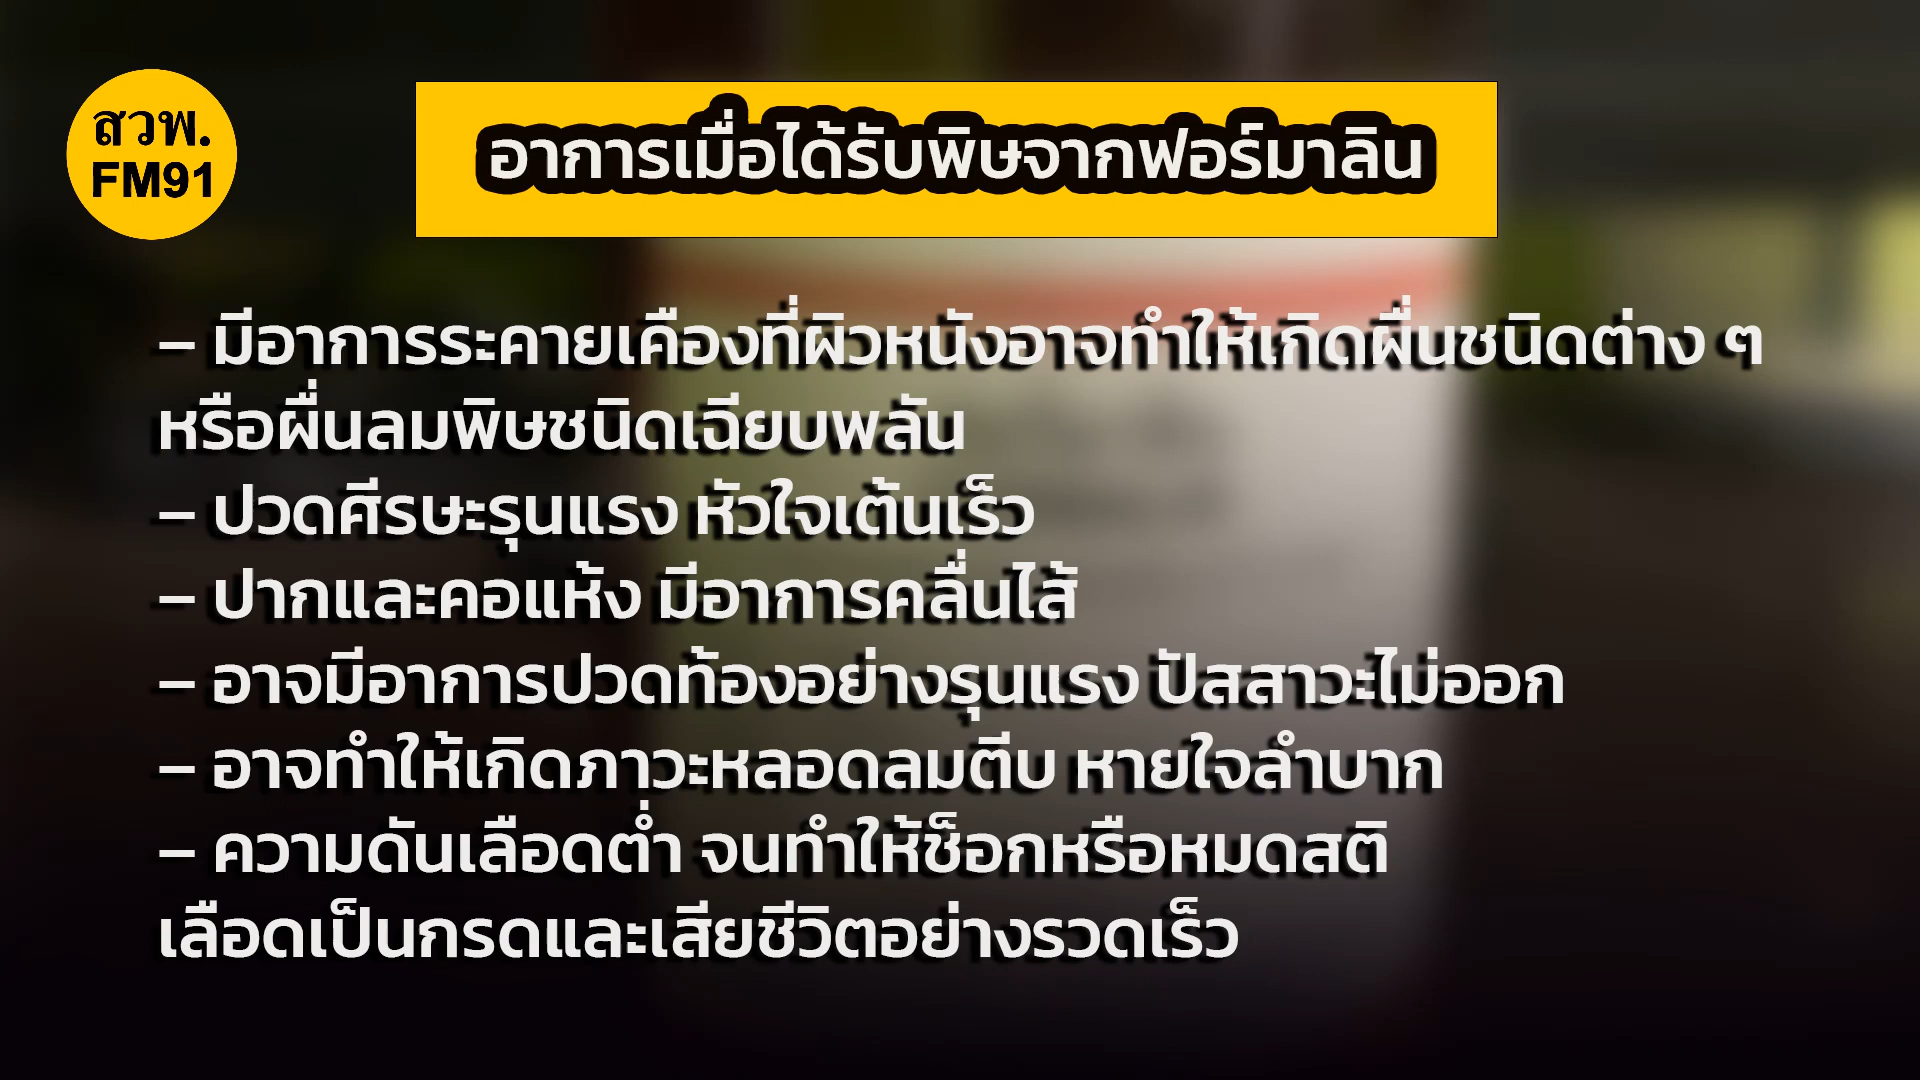 สวพ.
FM91
อาการเมื่อได้รับพิษจากฟอร์มาลิน
– มีอาการระคายเคืองที่ผิวหนังอาจทำให้เกิดผื่นชนิดต่าง ๆ
หรือผื่นลมพิษชนิดเฉียบพลัน
– ปวดศีรษะรุนแรง หัวใจเต้นเร็ว
– ปากและคอแห้ง มีอาการคลื่นไส้
– อาจมีอาการปวดท้องอย่างรุนแรง ปัสสาวะไม่ออก
– อาจทำให้เกิดภาวะหลอดลมตีบ หายใจลำบาก
– ความดันเลือดต่ำ จนทำให้ช็อกหรือหมดสติ
เลือดเป็นกรดและเสียชีวิตอย่างรวดเร็ว